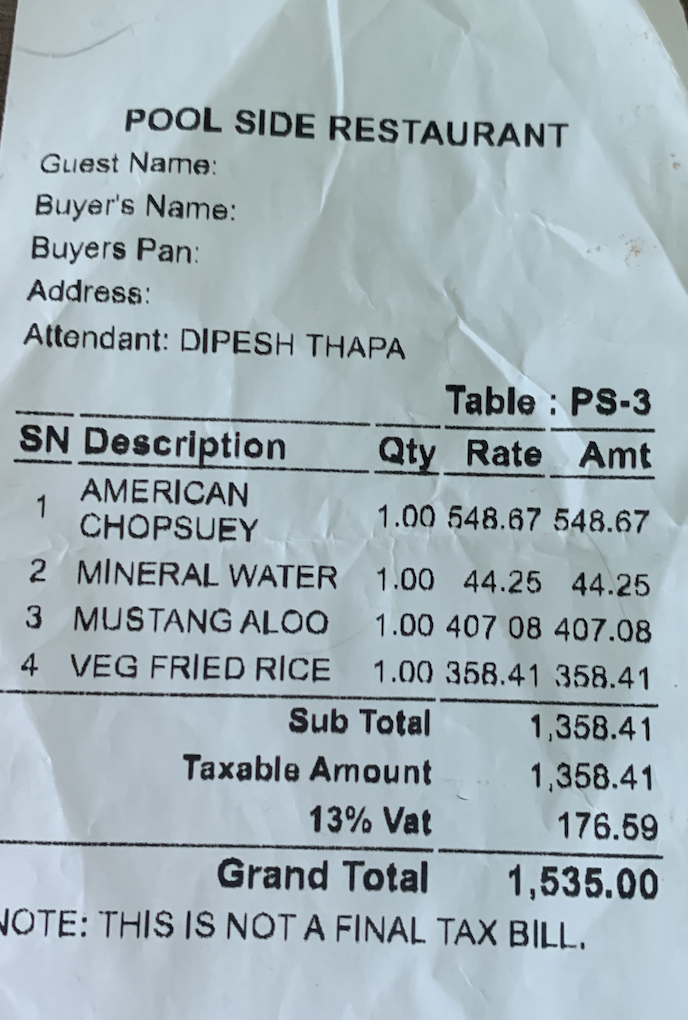 POOL SIDE RESTAURANT
Guest Name:
Buyer's Name:
Buyers Pan:
Address:
Attendant: DIPESH THAPA
Table : PS-3
SN Description Qty Rate Amt
1 AMERICAN CHOPSUEY 1.00 548.67 548.67
2 MINERAL WATER 1.00 44.25 44.25
3 MUSTANG ALOO 1.00 407 08 407.08
4 VEG FRIED RICE 1.00 358.41 358.41
Sub Total 1,358.41
Taxable Amount 1,358.41
13% Vat 176.59
Grand Total 1,535.00
NOTE: THIS IS NOT A FINAL TAX BILL.